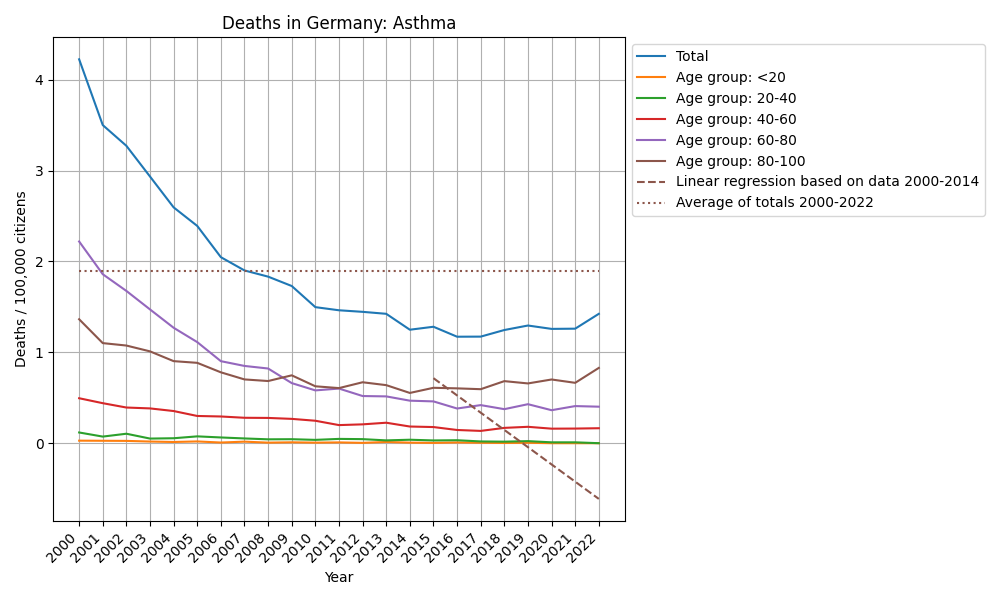 Deaths in Germany: Asthma
Total
Age group: <20
Age group: 20-40
Age group: 40-60
Age group: 60-80
Age group: 80-100
Linear regression based on data 2000-2014
Average of totals 2000-2022
Deaths / 100,000 citizens
4
3
2
1
0
2000
2001
2002
2003
2004
2005
2006
2007
2008
2009
2010
2011
2012
2013
2014
2015
2016
2017
2018
2019
2020
2021
2022
Year